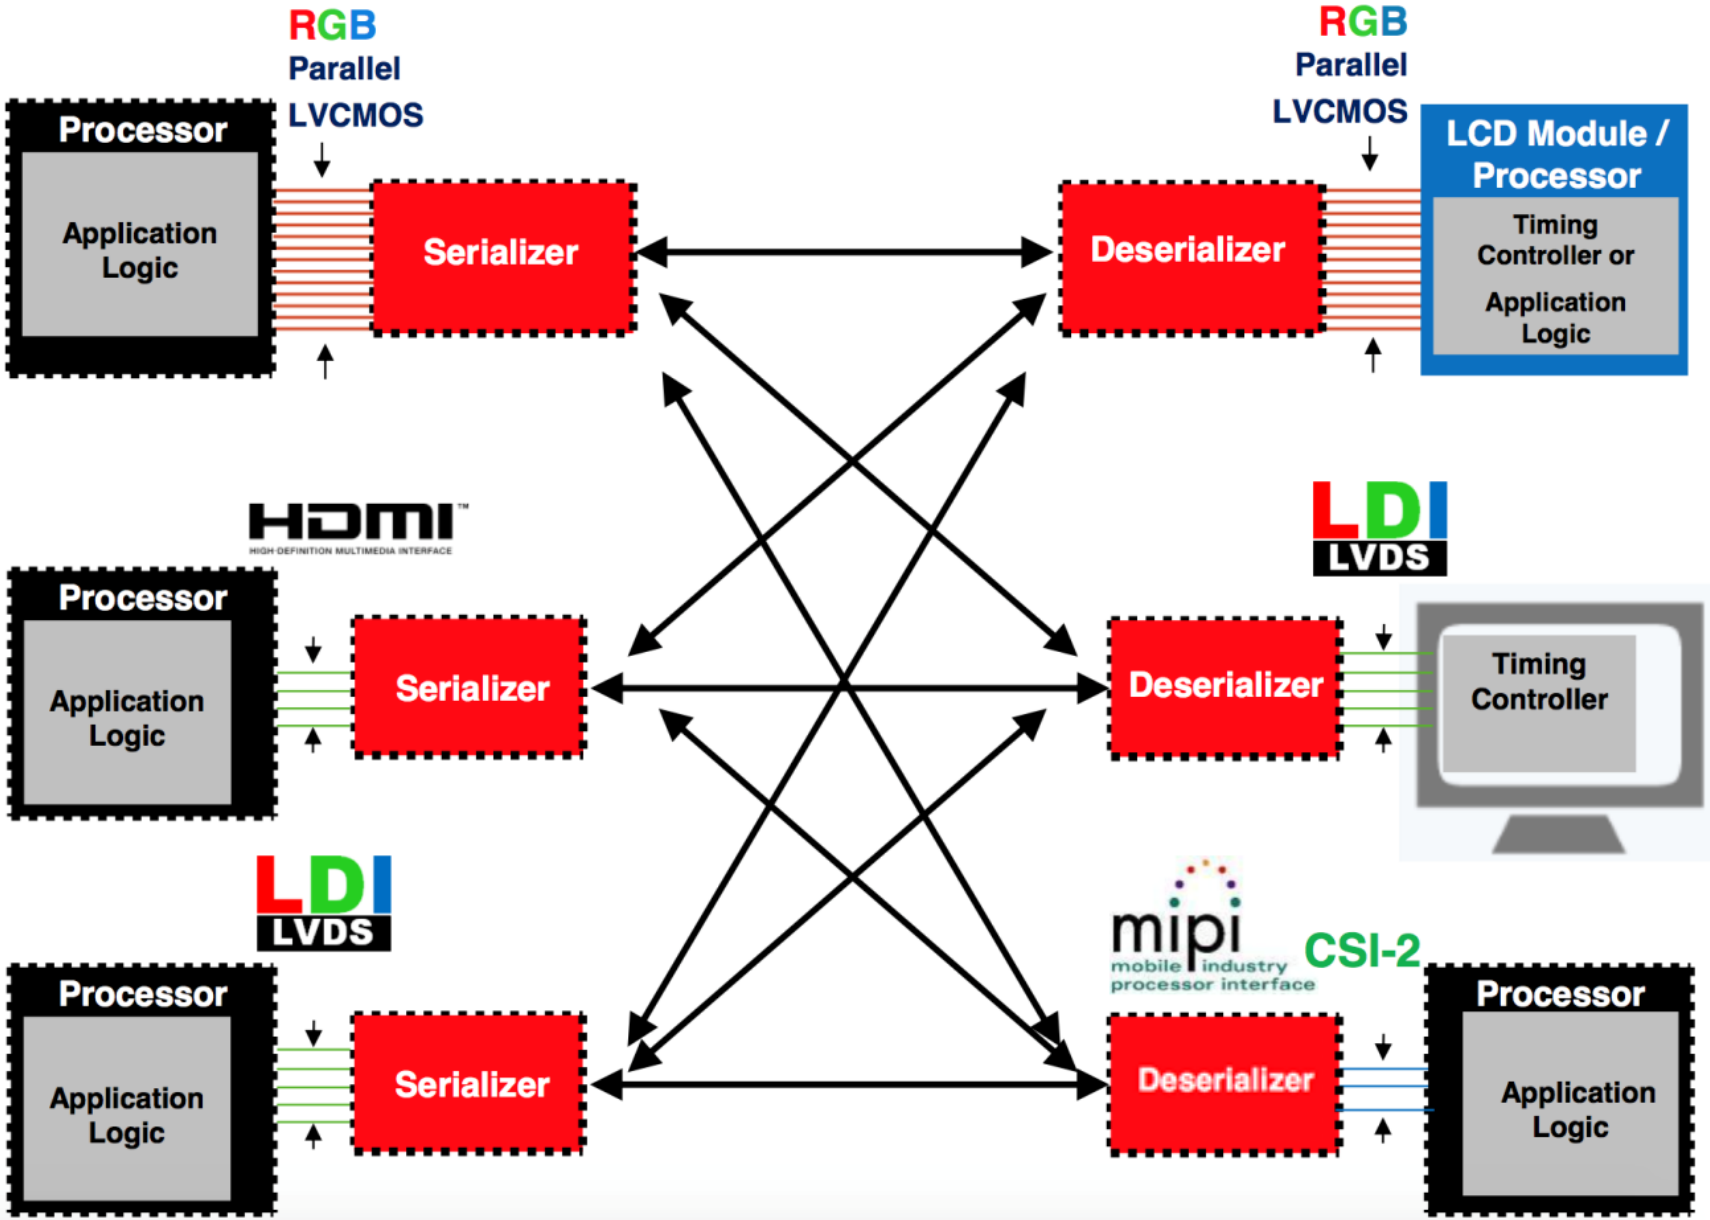 RGB
Parallel
LVCMOS
Processor
Application
Logic
Serializer
RGB
Parallel
LVCMOS
Deserializer
LCD Module /
Processor
Timing
Controller or
Application
Logic
HDMI™
HIGH-DEFINITION MULTIMEDIA INTERFACE
Processor
Application
Logic
Serializer
LDI
LVDS
Deserializer
Timing
Controller
LDI
LVDS
Processor
Application
Logic
Serializer
mipi
mobile industry
processor interface
CSI-2
Deserializer
Processor
Application
Logic